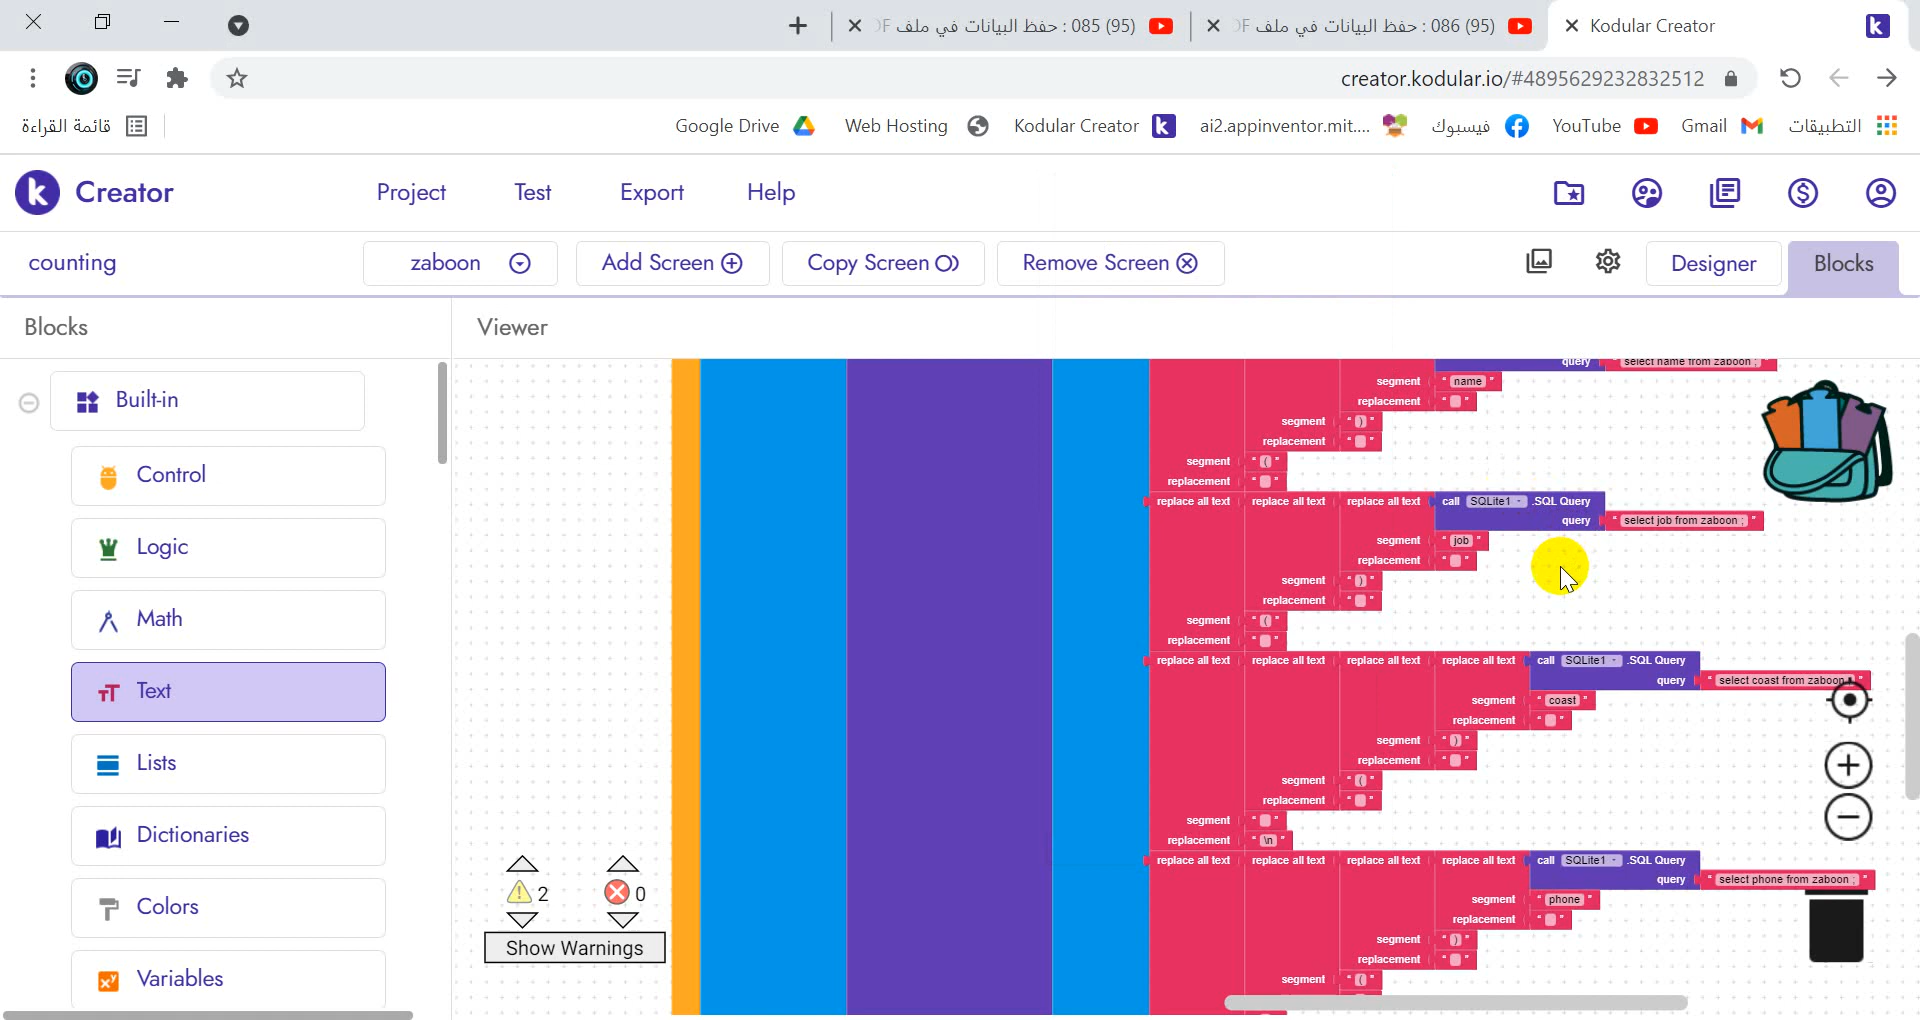 (95) 085 : حفظ البيانات في ملف
(95) 086 : حفظ البيانات في ملف
Kodular Creator
creator.kodular.io/#4895629232832512
قائمة القراءة
Google Drive
Web Hosting
Kodular Creator
ai2.appinventor.mit....
فيسبوك
YouTube
Gmail
التطبيقات
Creator
Project
Test
Export
Help
counting
zaboon
Add Screen
Copy Screen
Remove Screen
Designer
Blocks
Blocks
Viewer
Built-in
Control
Logic
Math
Text
Lists
Dictionaries
Colors
Variables
query " select name from zaboon ; "
segment " name "
replacement " "
segment " ) "
replacement " "
segment " ( "
replacement " "
replace all text replace all text replace all text call SQLite1 .SQL Query
query " select job from zaboon ; "
segment " job "
replacement " "
segment " ) "
replacement " "
segment " ( "
replacement " "
replace all text replace all text replace all text replace all text call SQLite1 .SQL Query
query " select coast from zaboon
segment " coast "
replacement " "
segment " ) "
replacement " "
segment " ( "
replacement " "
segment " "
replacement " \n "
replace all text replace all text replace all text replace all text call SQLite1 .SQL Query
query " select phone from zaboon ; "
segment " phone "
replacement " "
segment " ) "
replacement " "
segment " ( "
2
0
Show Warnings